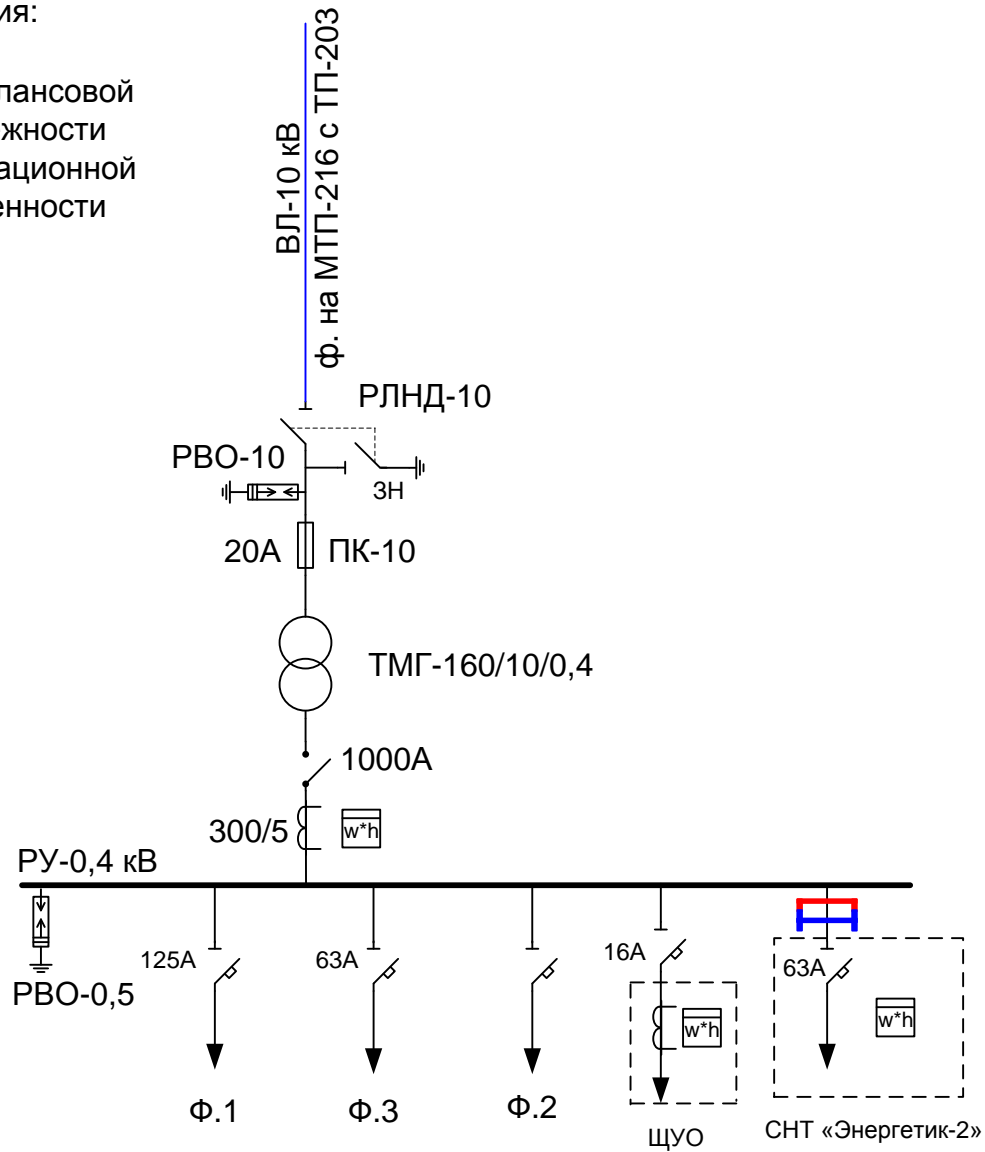 ия:
лансовой
жности
ационной
енности
ВЛ-10 кВ
ф. на МТП-216 с ТП-203
РЛНД-10
РВО-10
ЗН
20А
ПК-10
ТМГ-160/10/0,4
1000А
300/5
w*h
РУ-0,4 кВ
125А
63А
16А
63А
w*h
w*h
РВО-0,5
Ф.1
Ф.3
Ф.2
ЩУО
СНТ «Энергетик-2»